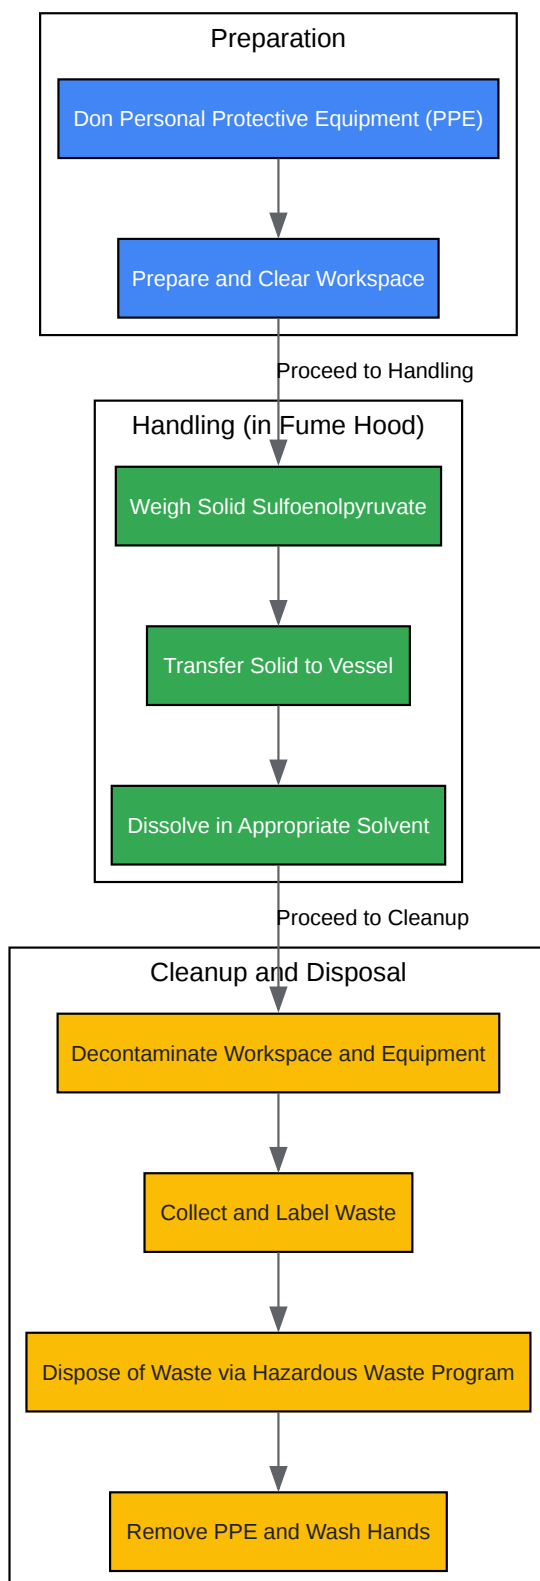 Preparation
Don Personal Protective Equipment (PPE)
Prepare and Clear Workspace
Proceed to Handling
Handling (in Fume Hood)
Weigh Solid Sulfoenolpyruvate
Transfer Solid to Vessel
Dissolve in Appropriate Solvent
Proceed to Cleanup
Cleanup and Disposal
Decontaminate Workspace and Equipment
Collect and Label Waste
Dispose of Waste via Hazardous Waste Program
Remove PPE and Wash Hands